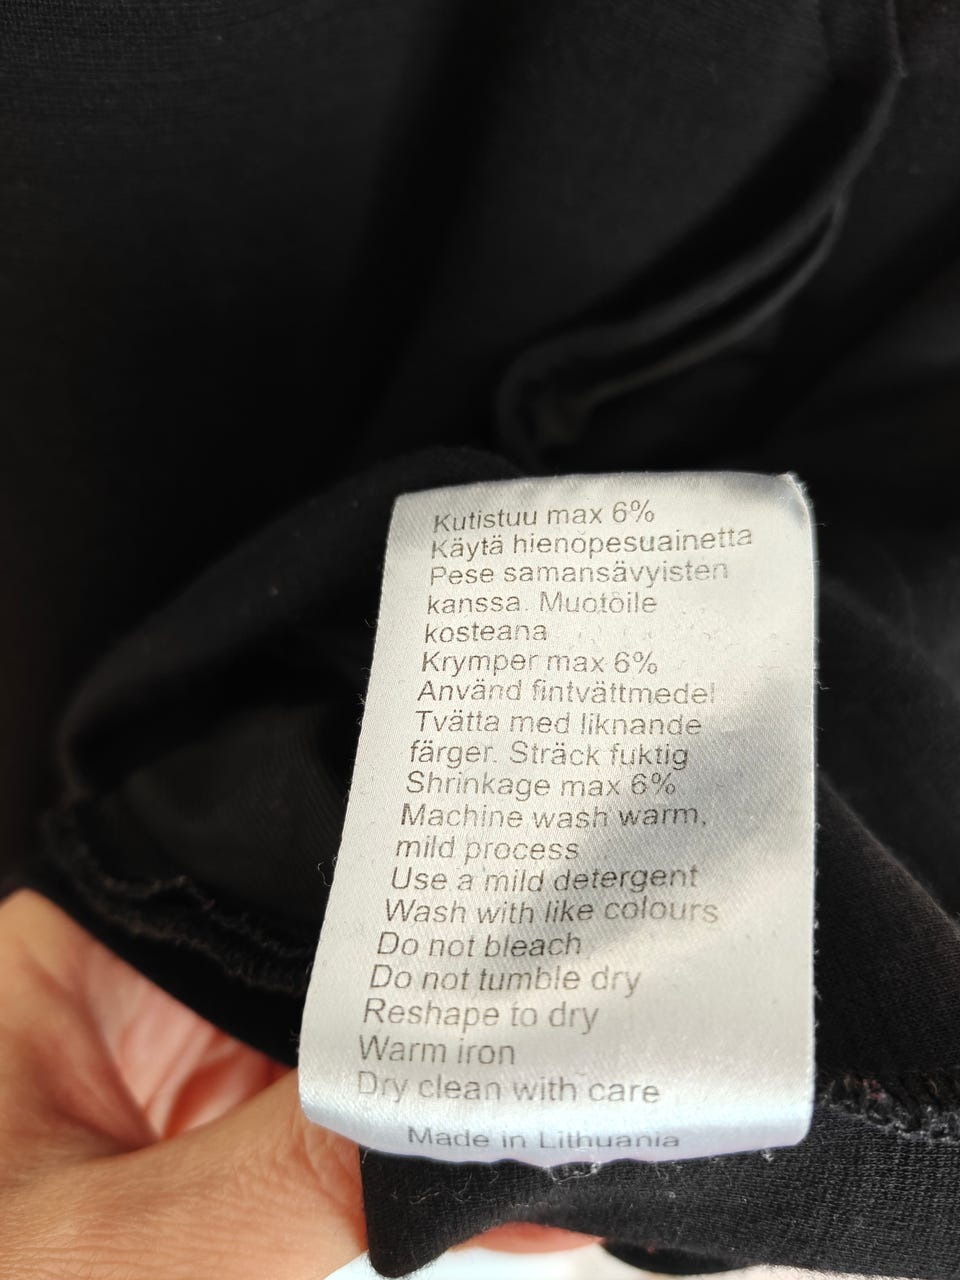 Kutistuu max 6%
Käytä hienopesuainetta
Pese samansävyisten
kanssa. Muotoile
kosteana
Krymper max 6%
Använd fintvättmedel
Tvätta med liknande
färger. Sträck fuktig
Shrinkage max 6%
Machine wash warm,
mild process
Use a mild detergent
Wash with like colours
Do not bleach
Do not tumble dry
Reshape to dry
Warm iron
Dry clean with care
Made in Lithuania